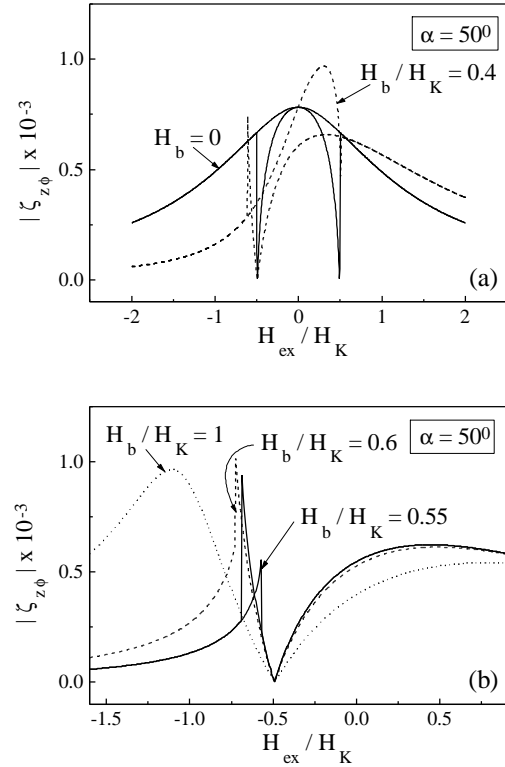 α = 50⁰
H_b / H_K = 0.4
H_b = 0
| ζ_zϕ | x 10⁻³
1.0
0.5
0.0
(a)
-2 -1 0 1 2
H_ex / H_K
H_b / H_K = 1
H_b / H_K = 0.6
α = 50⁰
H_b / H_K = 0.55
| ζ_zϕ | x 10⁻³
1.0
0.5
0.0
(b)
-1.5 -1.0 -0.5 0.0 0.5
H_ex / H_K